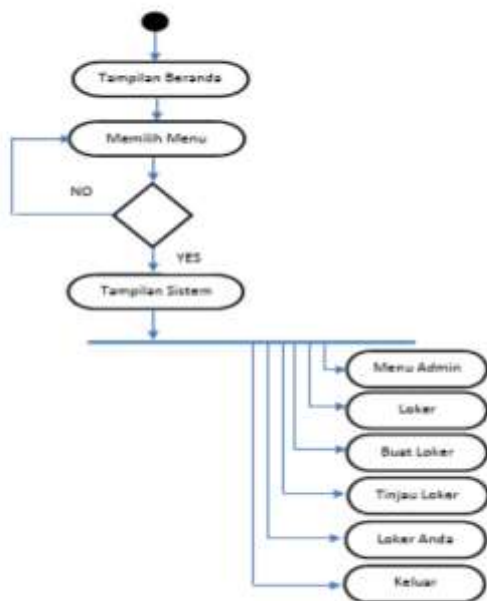 Tampilan Beranda
Memilih Menu
NO
YES
Tampilan Sistem
Menu Admin
Loker
Buat Loker
Tinjau Loker
Loker Anda
Keluar